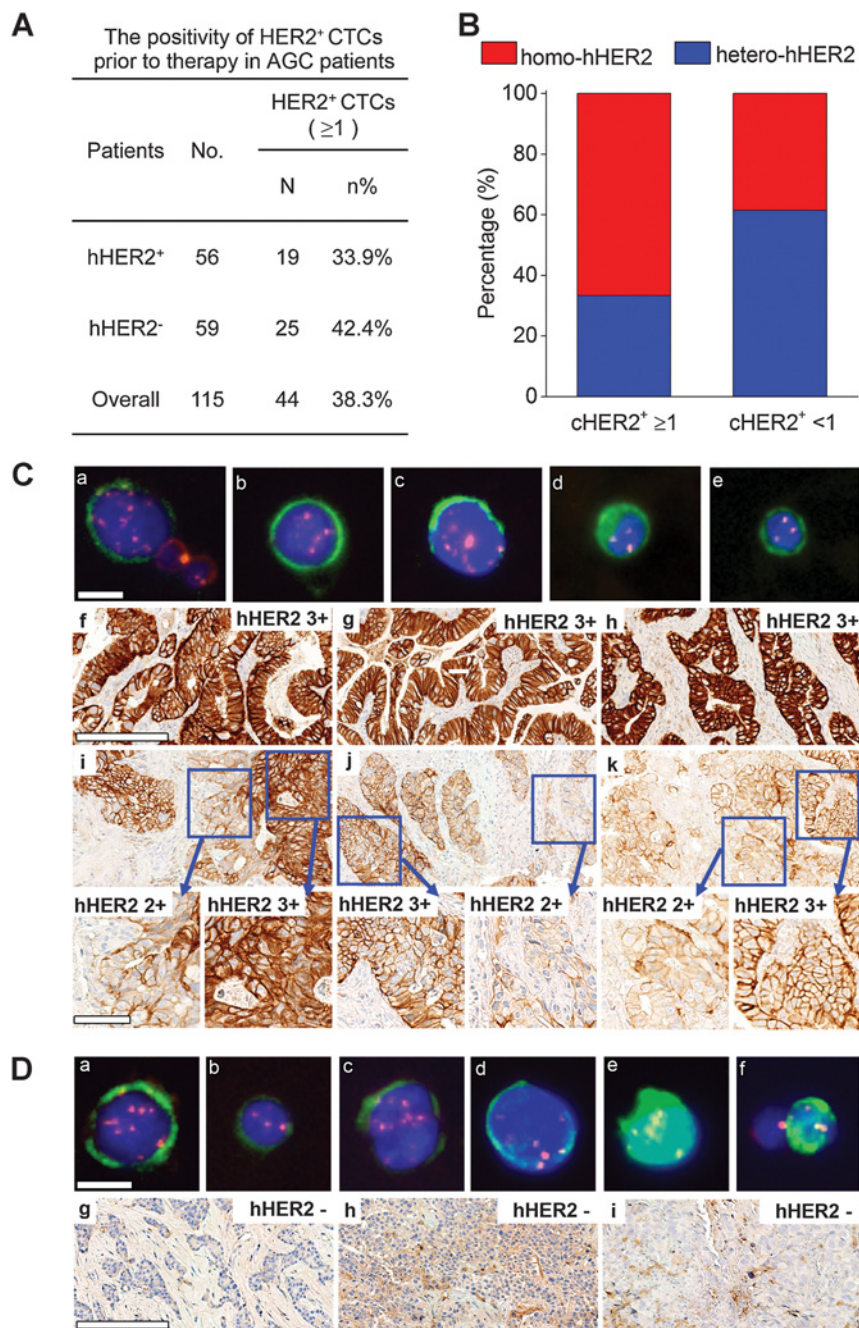 A
The positivity of HER2⁺ CTCs
prior to therapy in AGC patients
Patients No. HER2⁺ CTCs
( ≥1 )
N n%
hHER2⁺ 56 19 33.9%
hHER2⁻ 59 25 42.4%
Overall 115 44 38.3%
B
homo-hHER2 hetero-hHER2
Percentage (%)
100
80
60
40
20
0
cHER2⁺ ≥1 cHER2⁺ <1
C
a b c d e
f hHER2 3+ g hHER2 3+ h hHER2 3+
i j k
hHER2 2+ hHER2 3+ hHER2 3+ hHER2 2+ hHER2 2+ hHER2 3+
D
a b c d e f
g hHER2 - h hHER2 - i hHER2 -